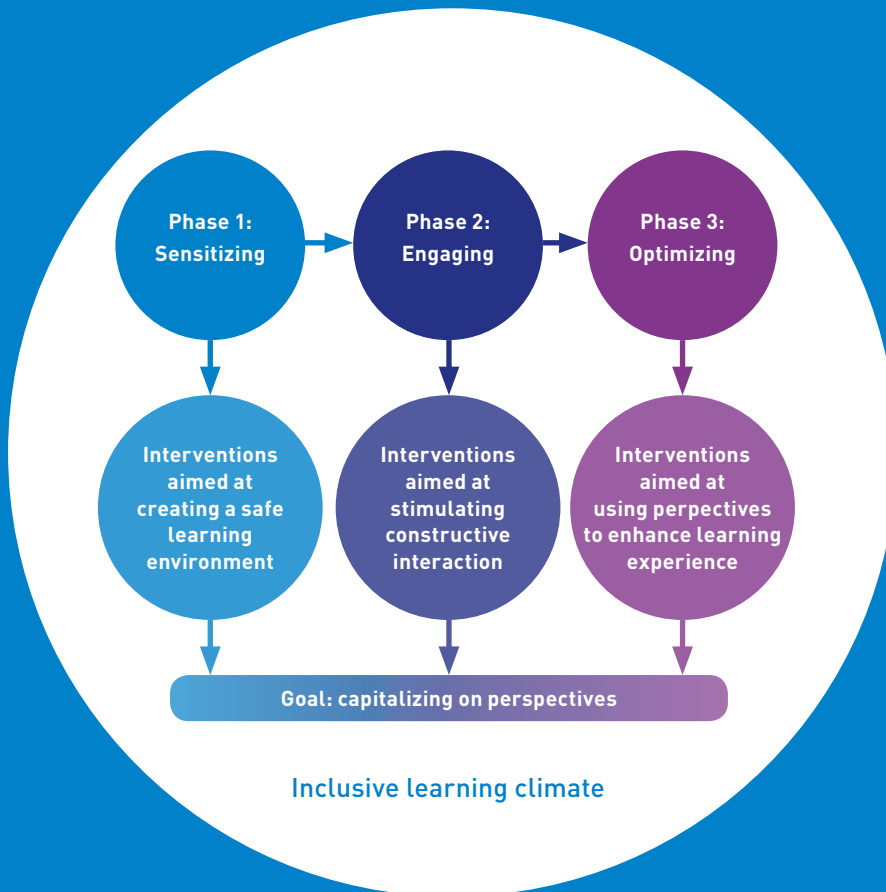 Phase 1:
Sensitizing
Phase 2:
Engaging
Phase 3:
Optimizing
Interventions
aimed at
creating a safe
learning
environment
Interventions
aimed at
stimulating
constructive
interaction
Interventions
aimed at
using perpectives
to enhance learning
experience
Goal: capitalizing on perspectives
Inclusive learning climate